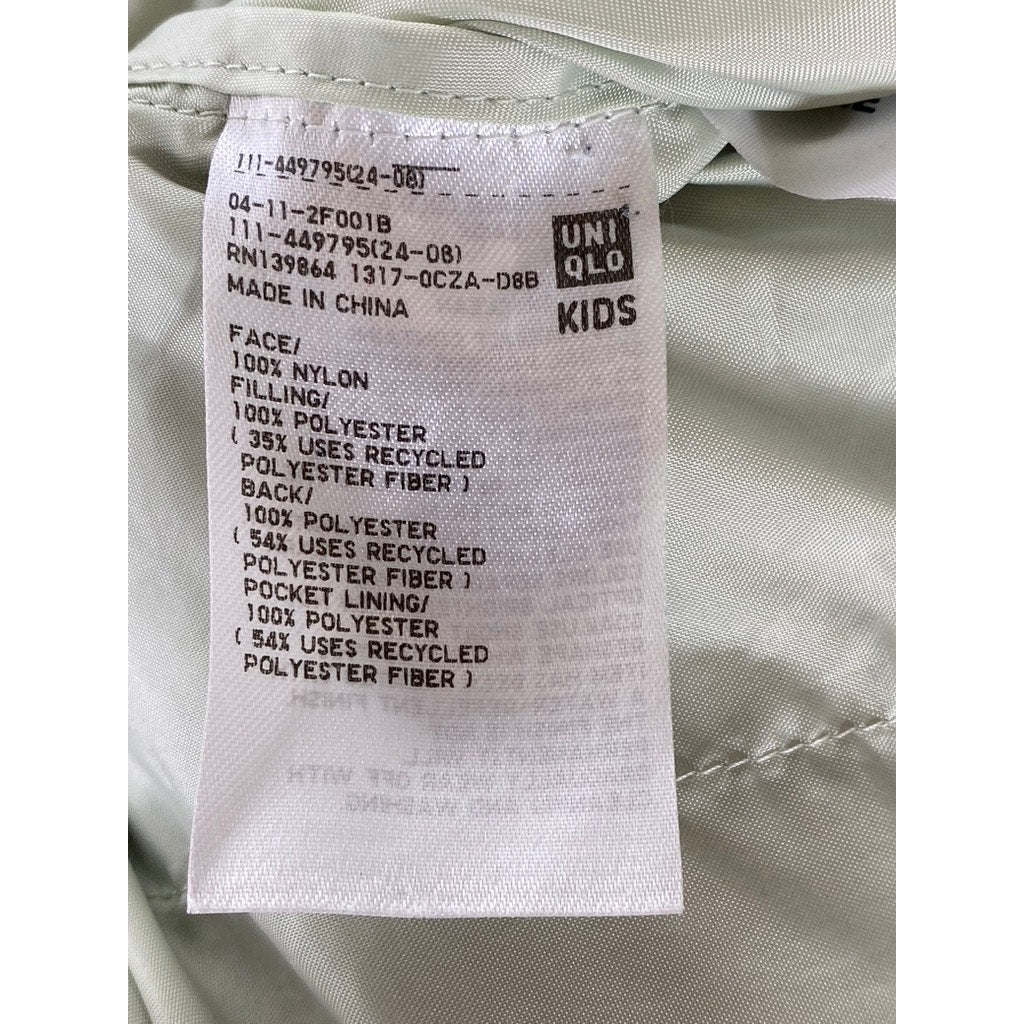 111-449795(24-08)
04-11-2F001B
111-449795(24-08)
RN139864 1317-0CZA-D8B
MADE IN CHINA
UNI
QLO
KIDS
FACE/
100% NYLON
FILLING/
100% POLYESTER
( 35% USES RECYCLED
POLYESTER FIBER )
BACK/
100% POLYESTER
( 54% USES RECYCLED
POLYESTER FIBER )
POCKET LINING/
100% POLYESTER
( 54% USES RECYCLED
POLYESTER FIBER )